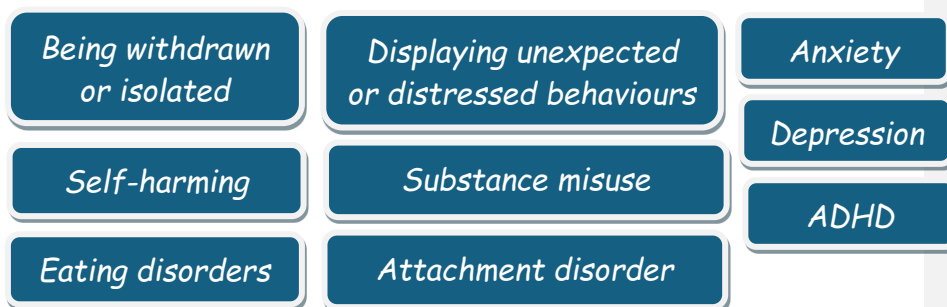 Being withdrawn
or isolated
Displaying unexpected
or distressed behaviours
Anxiety
Depression
Self-harming
Substance misuse
ADHD
Eating disorders
Attachment disorder